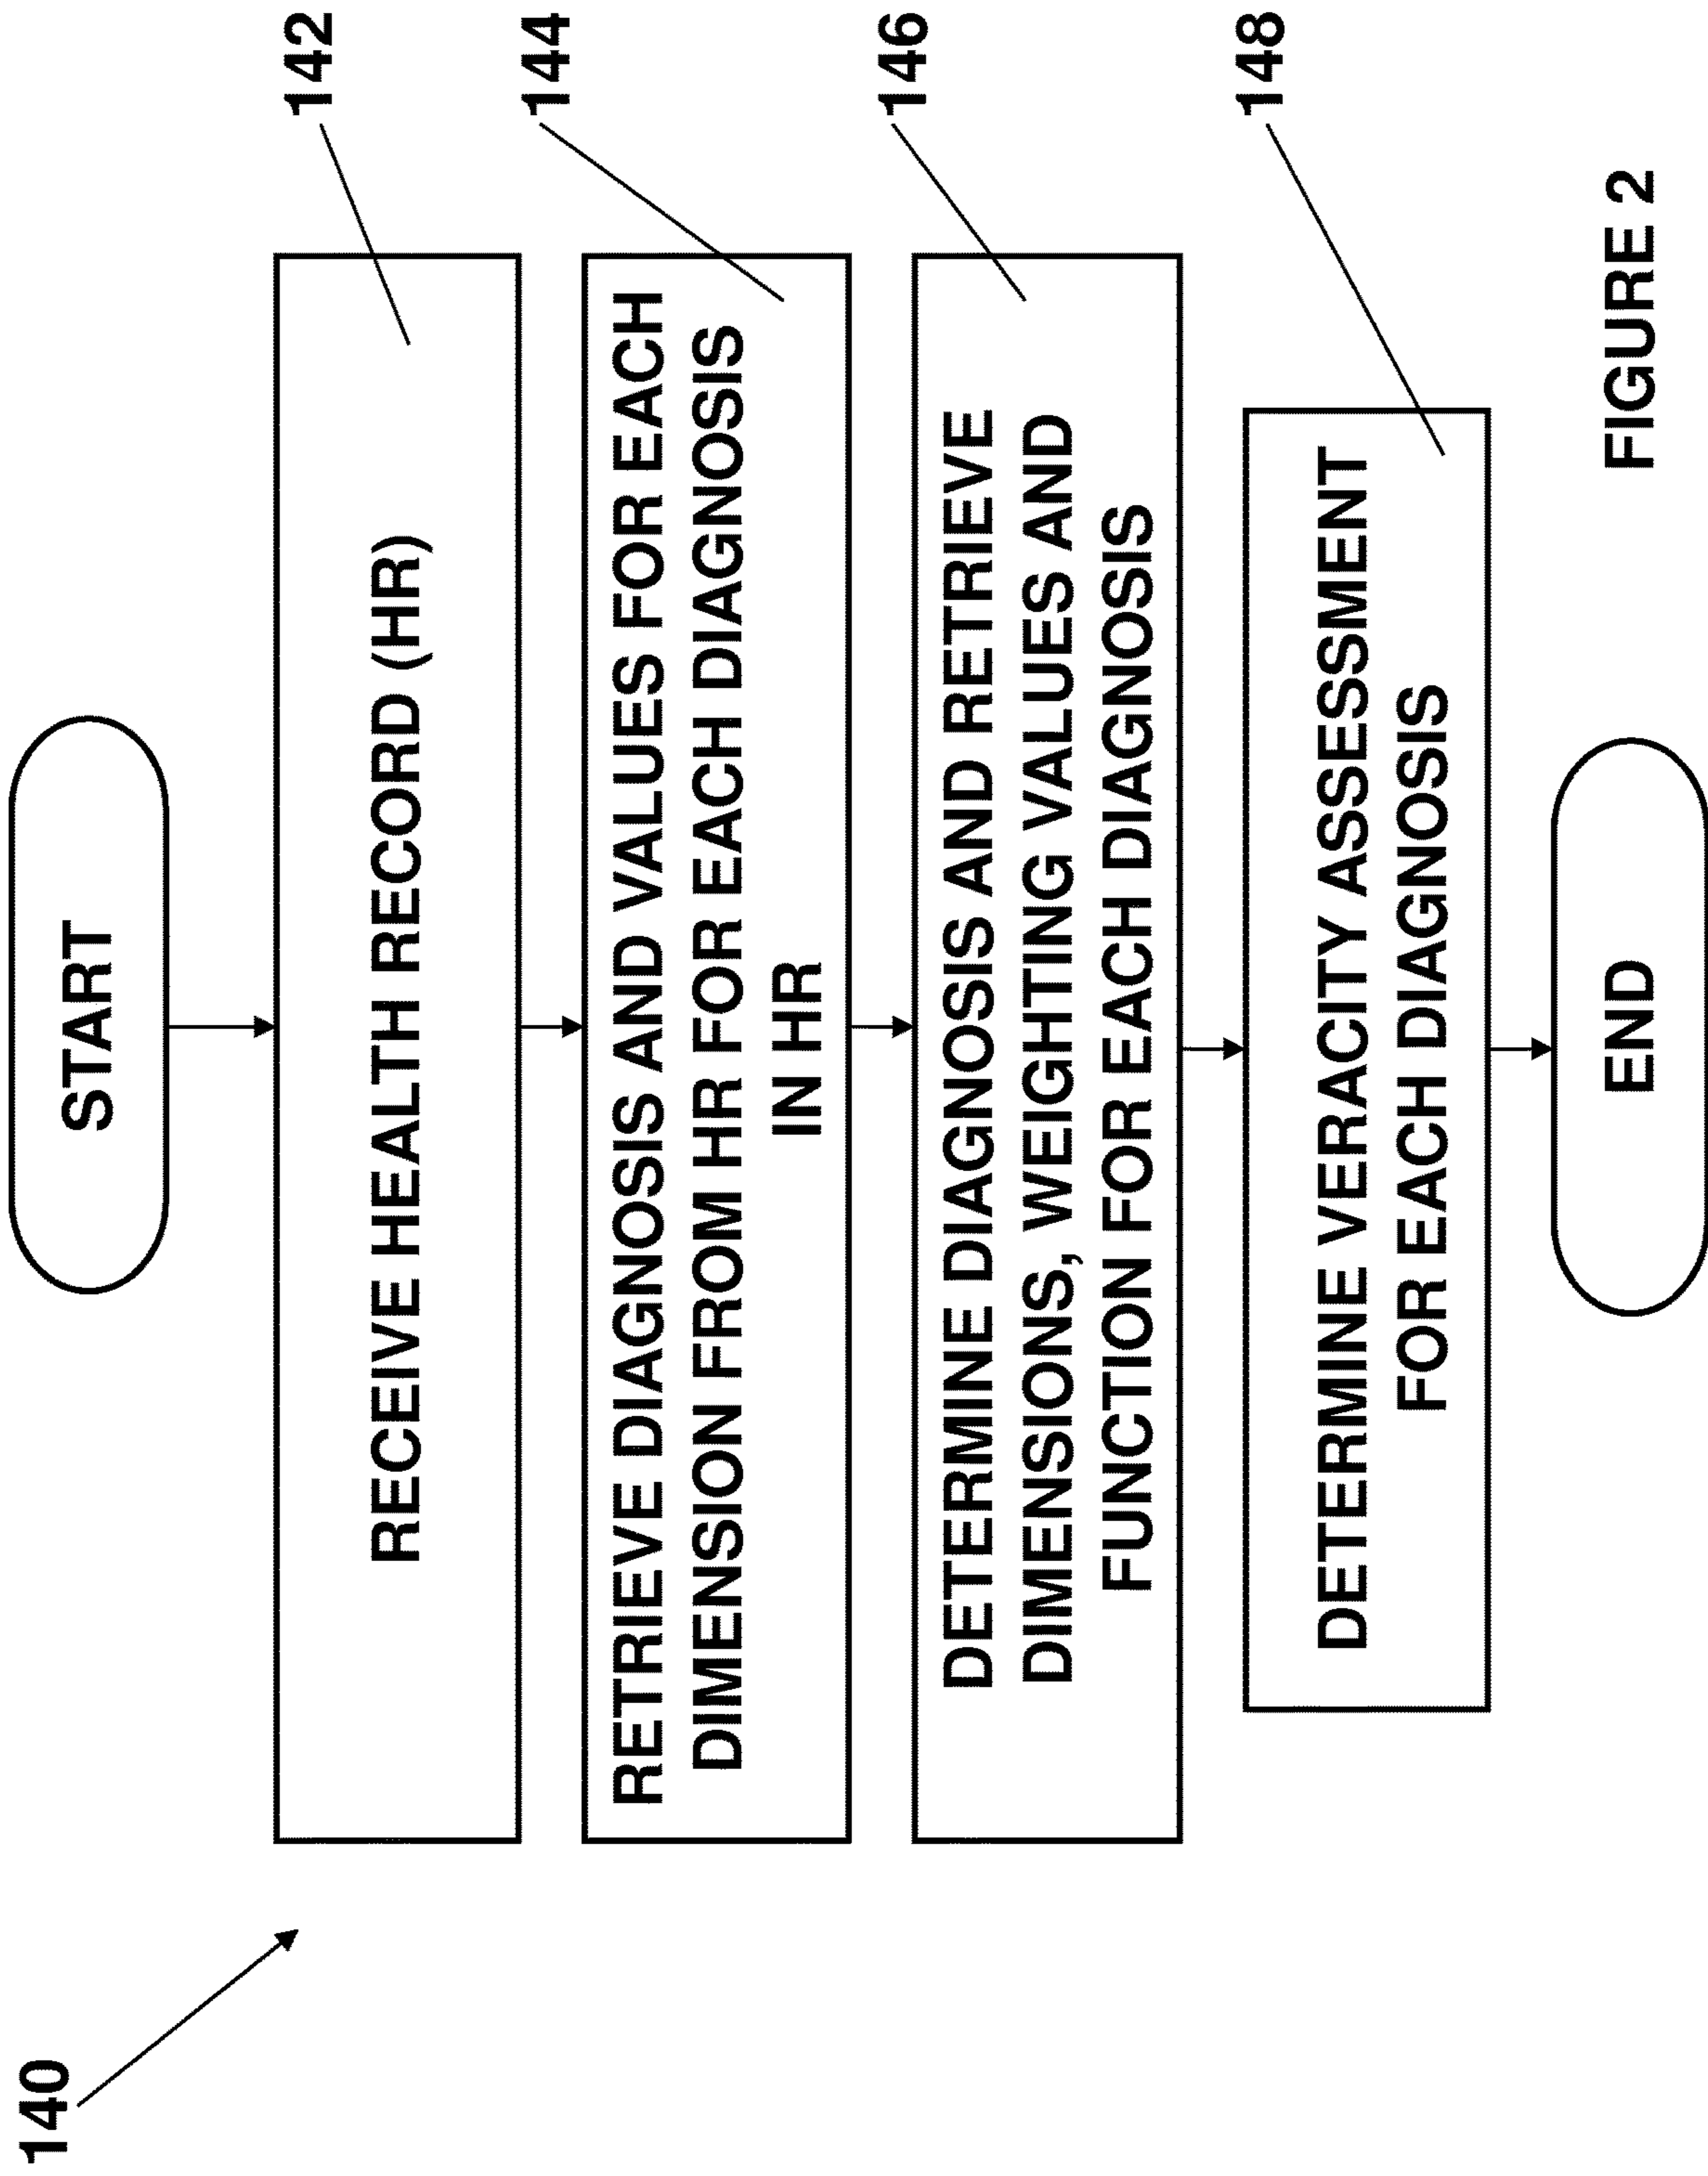 140
START
142
RECEIVE HEALTH RECORD (HR)
144
RETRIEVE DIAGNOSIS AND VALUES FOR EACH
DIMENSION FROM HR FOR EACH DIAGNOSIS
IN HR
146
DETERMINE DIAGNOSIS AND RETRIEVE
DIMENSIONS, WEIGHTING VALUES AND
FUNCTION FOR EACH DIAGNOSIS
148
DETERMINE VERACITY ASSESSMENT
FOR EACH DIAGNOSIS
END
FIGURE 2